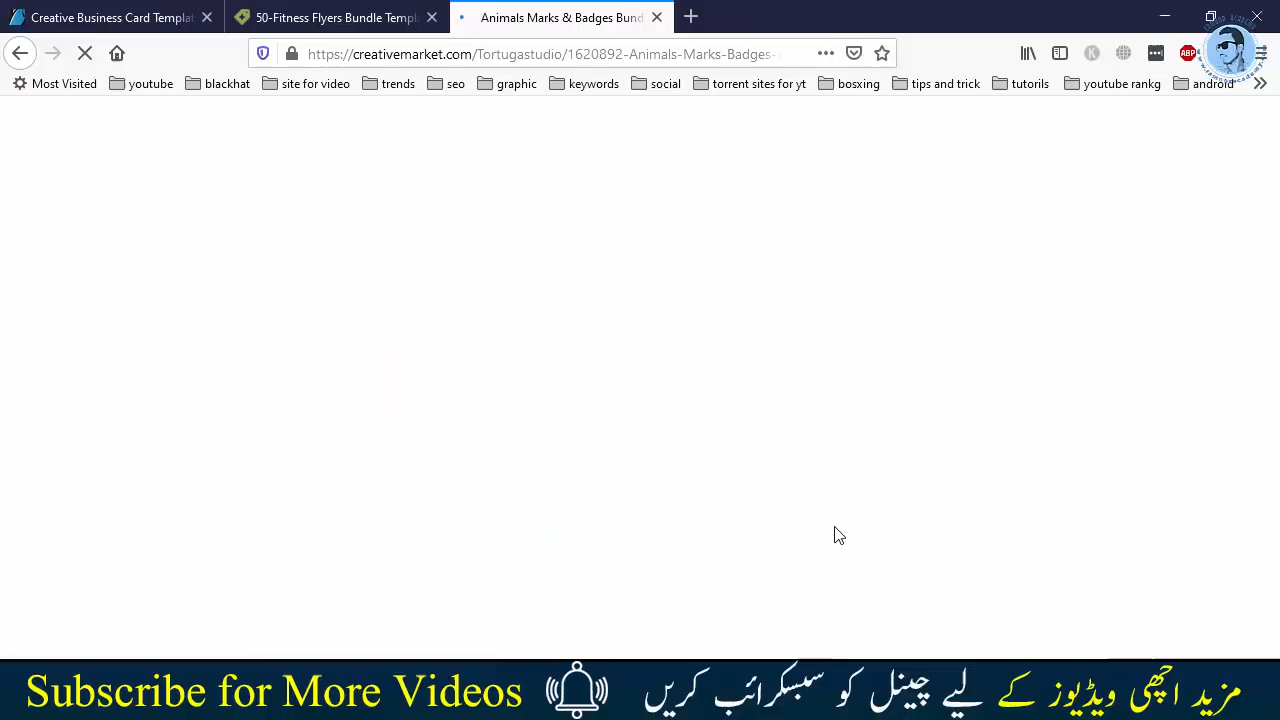 Creative Business Card Templat
50-Fitness Flyers Bundle Templ
Animals Marks & Badges Bund
https://creativemarket.com/Tortugastudio/1620892-Animals-Marks-Badges-
ABP
Most Visited
youtube
blackhat
site for video
trends
seo
graphic
keywords
social
torrent sites for yt
bosxing
tips and trick
tutorils
youtube rankg
android
Subscribe for More Videos
مزید اچھی ویڈیوز کے لیے چینل کو سبسکرائب کریں